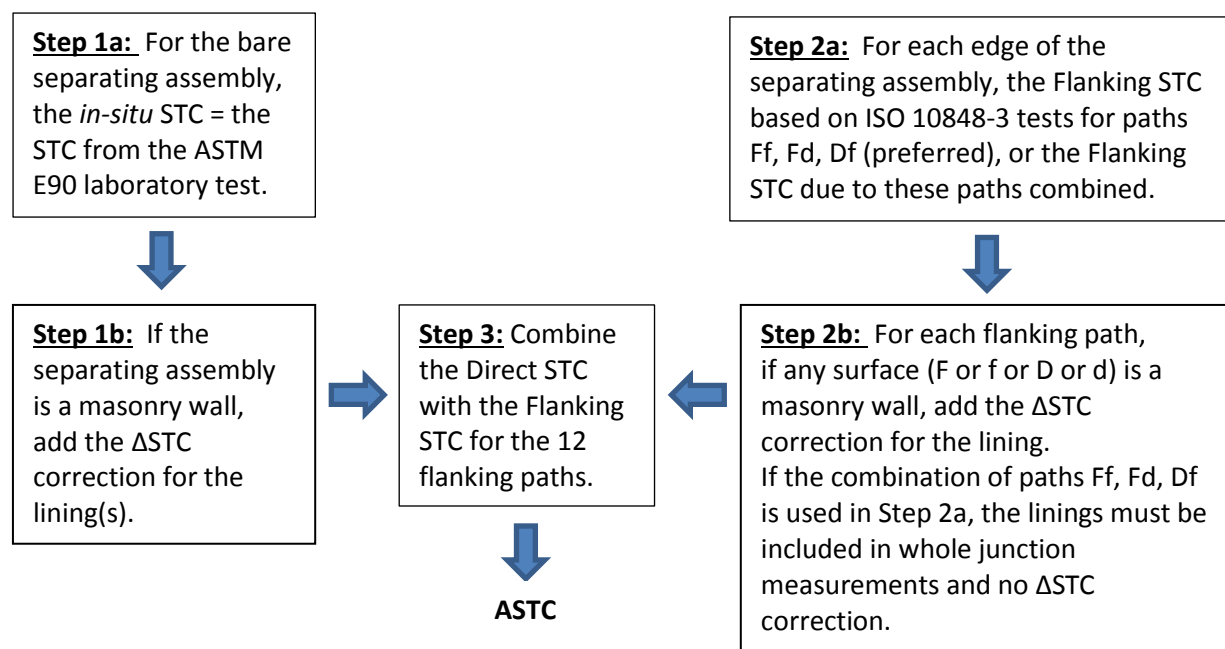 Step 1a: For the bare
separating assembly,
the in-situ STC = the
STC from the ASTM
E90 laboratory test.
Step 2a: For each edge of the
separating assembly, the Flanking STC
based on ISO 10848-3 tests for paths
Ff, Fd, Df (preferred), or the Flanking
STC due to these paths combined.
Step 1b: If the
separating assembly
is a masonry wall,
add the ΔSTC
correction for the
lining(s).
Step 3: Combine
the Direct STC
with the Flanking
STC for the 12
flanking paths.
Step 2b: For each flanking path,
if any surface (F or f or D or d) is a
masonry wall, add the ΔSTC
correction for the lining.
If the combination of paths Ff, Fd, Df
is used in Step 2a, the linings must be
included in whole junction
measurements and no ΔSTC
correction.
ASTC